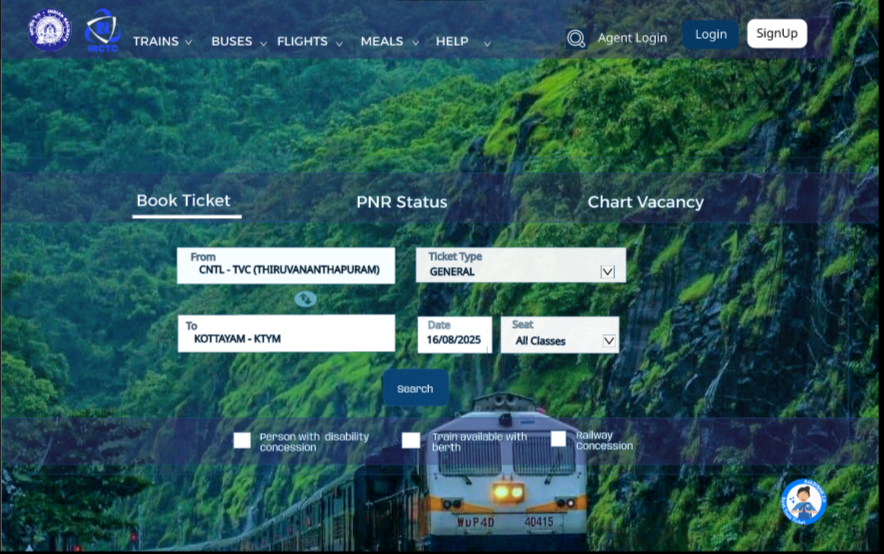 IRCTC
TRAINS BUSES FLIGHTS MEALS HELP Agent Login Login SignUp
Book Ticket PNR Status Chart Vacancy
From
CNTL - TVC (THIRUVANANTHAPURAM)
Ticket Type
GENERAL
To
KOTTAYAM - KTYM
Date
16/08/2025
Seat
All Classes
Search
Person with disability
concession
Train available with
berth
Railway
Concession
WDP4D 40415